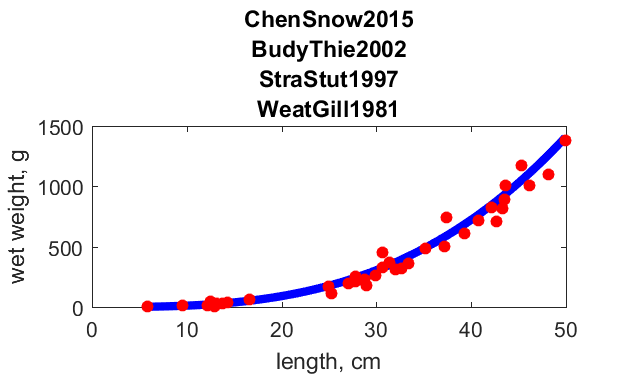 ChenSnow2015
BudyThie2002
StraStut1997
WeatGill1981
1500
1000
500
0
wet weight, g
0 10 20 30 40 50
length, cm